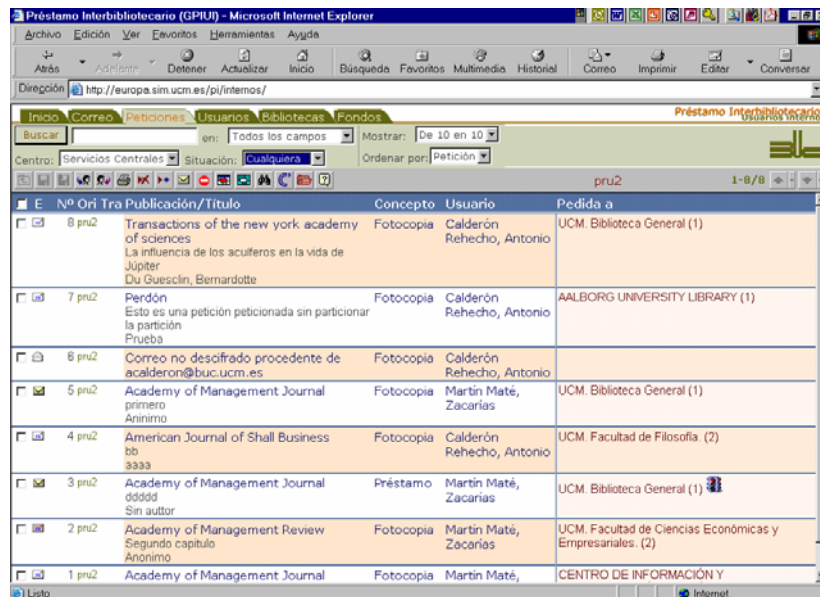 Préstamo Interbibliotecario (GPIUI) - Microsoft Internet Explorer
Archivo Edición Ver Favoritos Herramientas Ayuda
Atrás Adelante Detener Actualizar Inicio Búsqueda Favoritos Multimedia Historial Correo Imprimir Editar Conversar
Dirección http://europa.sim.ucm.es/pi/internos/
Inicio Correo Peticiones Usuarios Bibliotecas Fondos Préstamo Interbibliotecario
Usuarios Internos
Buscar en: Todos los campos Mostrar: De 10 en 10
Centro: Servicios Centrales Situación: Cualquiera Ordenar por: Petición
pru2 1-8/8
E Nº Ori Tra Publicación/Título Concepto Usuario Pedida a
8 pru2 Transactions of the new york academy of sciences Fotocopia Calderón Rehecho, Antonio UCM. Biblioteca General (1)
La influencia de los acuíferos en la vida de Júpiter
Du Guesclin, Bernardotte
7 pru2 Perdón Fotocopia Calderón Rehecho, Antonio AALBORG UNIVERSITY LIBRARY (1)
Esto es una petición peticionada sin particionar la partición
Prueba
6 pru2 Correo no descifrado procedente de acalderon@buc.ucm.es Fotocopia Calderón Rehecho, Antonio
5 pru2 Academy of Management Journal Fotocopia Martín Maté, Zacarías UCM. Biblioteca General (1)
primero
Aninimo
4 pru2 American Journal of Shall Business Fotocopia Calderón Rehecho, Antonio UCM. Facultad de Filosofía. (2)
bb
aaaa
3 pru2 Academy of Management Journal Préstamo Martín Maté, Zacarías UCM. Biblioteca General (1)
ddddd
Sin auttor
2 pru2 Academy of Management Review Fotocopia Martín Maté, Zacarías UCM. Facultad de Ciencias Económicas y Empresariales. (2)
Segundo capitulo
Anonimo
1 pru2 Academy of Management Journal Fotocopia Martín Maté, CENTRO DE INFORMACIÓN Y
Listo Internet